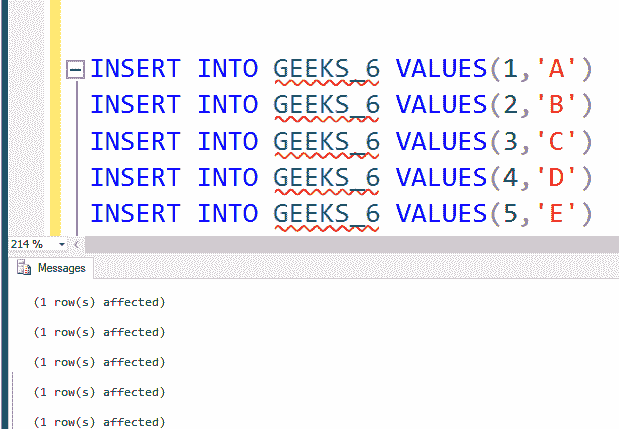 INSERT INTO GEEKS_6 VALUES(1,'A')
INSERT INTO GEEKS_6 VALUES(2,'B')
INSERT INTO GEEKS_6 VALUES(3,'C')
INSERT INTO GEEKS_6 VALUES(4,'D')
INSERT INTO GEEKS_6 VALUES(5,'E')
214 %
Messages
(1 row(s) affected)
(1 row(s) affected)
(1 row(s) affected)
(1 row(s) affected)
(1 row(s) affected)